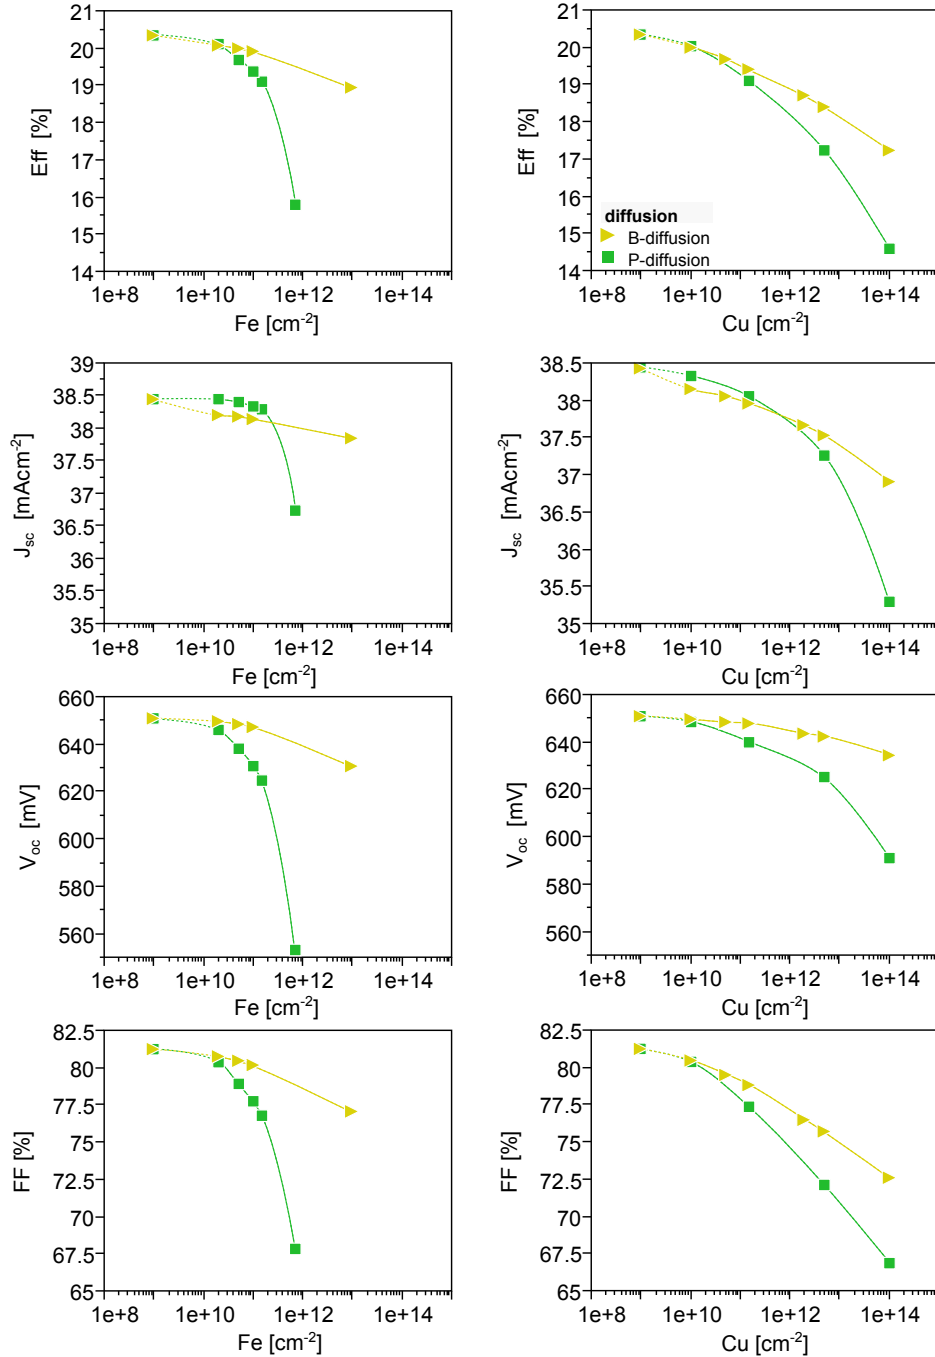 21
20
19
18
17
16
15
14
Eff [%]
1e+8 1e+10 1e+12 1e+14
Fe [cm-2]
21
20
19
18
17
16
15
14
Eff [%]
diffusion
B-diffusion
P-diffusion
1e+8 1e+10 1e+12 1e+14
Cu [cm-2]
39
38.5
38
37.5
37
36.5
36
35.5
35
Jsc [mAcm-2]
1e+8 1e+10 1e+12 1e+14
Fe [cm-2]
38.5
38
37.5
37
36.5
36
35.5
35
Jsc [mAcm-2]
1e+8 1e+10 1e+12 1e+14
Cu [cm-2]
660
640
620
600
580
560
Voc [mV]
1e+8 1e+10 1e+12 1e+14
Fe [cm-2]
660
640
620
600
580
560
Voc [mV]
1e+8 1e+10 1e+12 1e+14
Cu [cm-2]
82.5
80
77.5
75
72.5
70
67.5
65
FF [%]
1e+8 1e+10 1e+12 1e+14
Fe [cm-2]
82.5
80
77.5
75
72.5
70
67.5
65
FF [%]
1e+8 1e+10 1e+12 1e+14
Cu [cm-2]